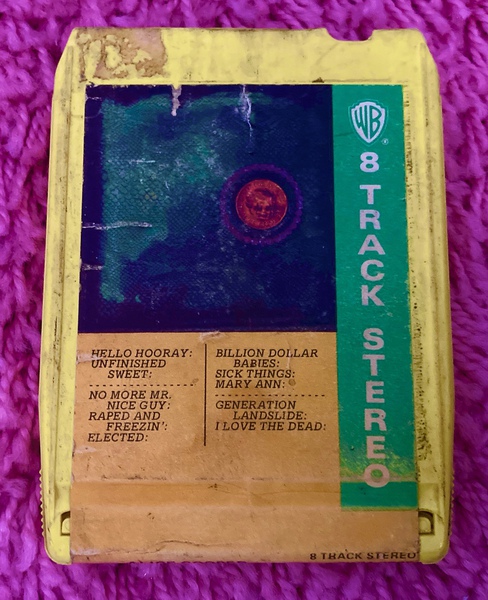 WB
®
8 TRACK STEREO
HELLO HOORAY:
UNFINISHED
SWEET:
NO MORE MR.
NICE GUY:
RAPED AND
FREEZIN':
ELECTED:
BILLION DOLLAR
BABIES:
SICK THINGS:
MARY ANN:
GENERATION
LANDSLIDE:
I LOVE THE DEAD:
8 TRACK STEREO